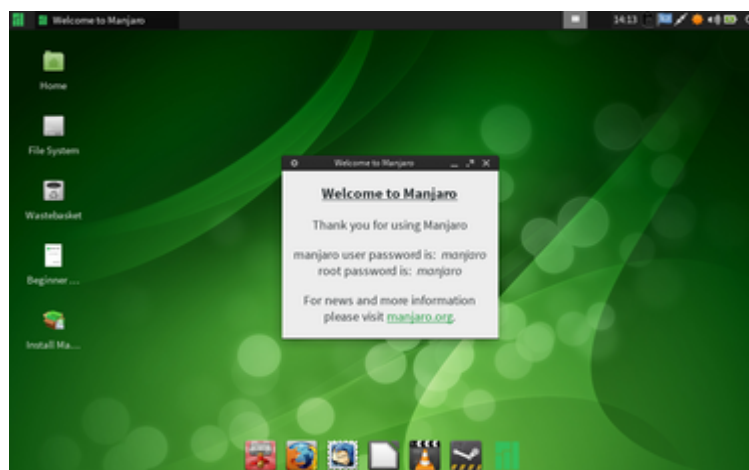 Welcome to Manjaro
14:13
Home
File System
Wastebasket
Beginner ...
Install Ma...
Welcome to Manjaro
Welcome to Manjaro
Thank you for using Manjaro
manjaro user password is: manjaro
root password is: manjaro
For news and more information
please visit manjaro.org.